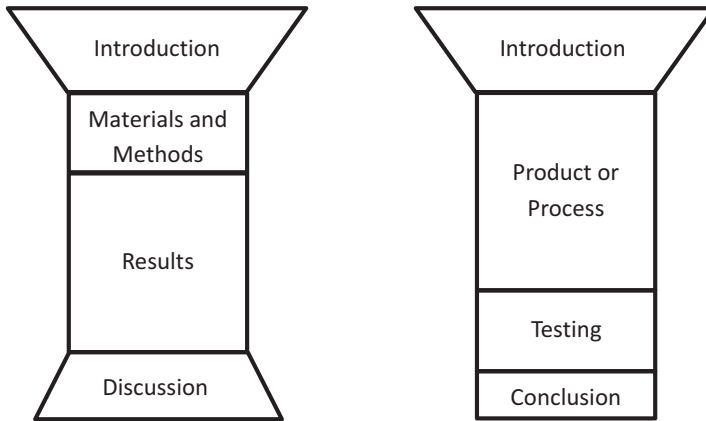 Introduction
Materials and
Methods
Results
Discussion
Introduction
Product or
Process
Testing
Conclusion